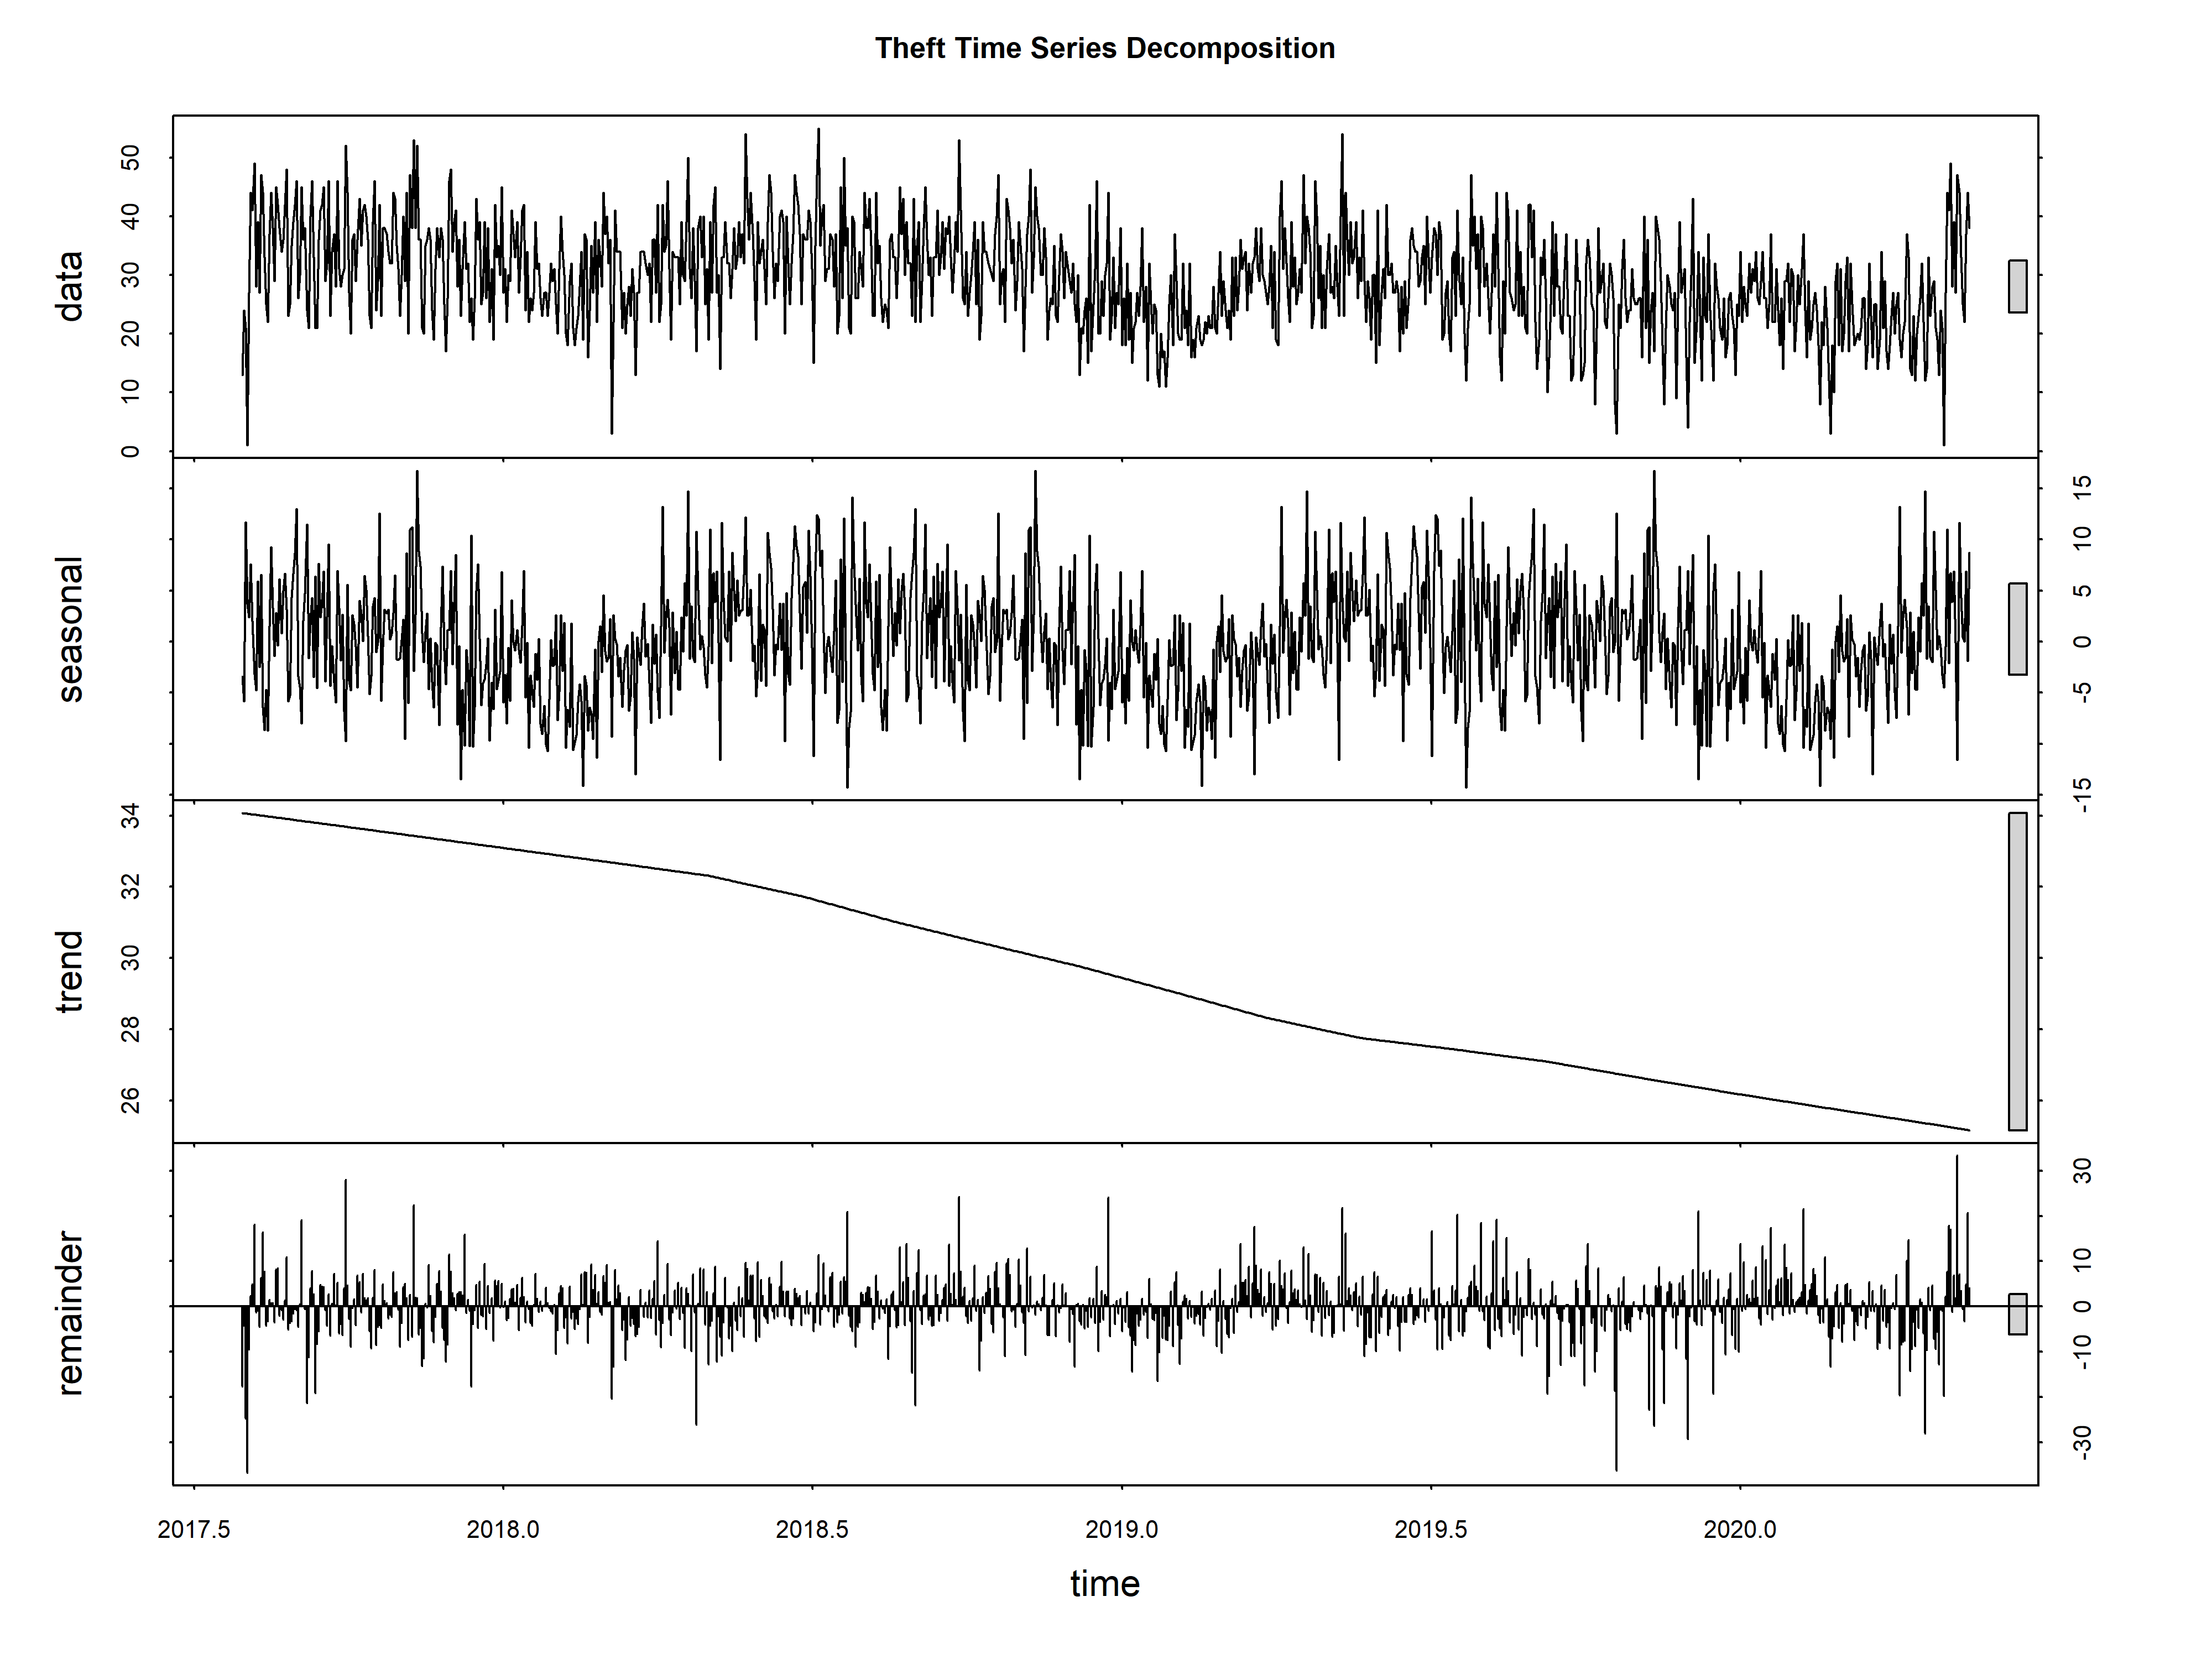 Theft Time Series Decomposition
data
0 10 20 30 40 50
seasonal
-15 -5 0 5 10 15
trend
26 28 30 32 34
remainder
-30 -10 0 10 30
2017.5 2018.0 2018.5 2019.0 2019.5 2020.0
time